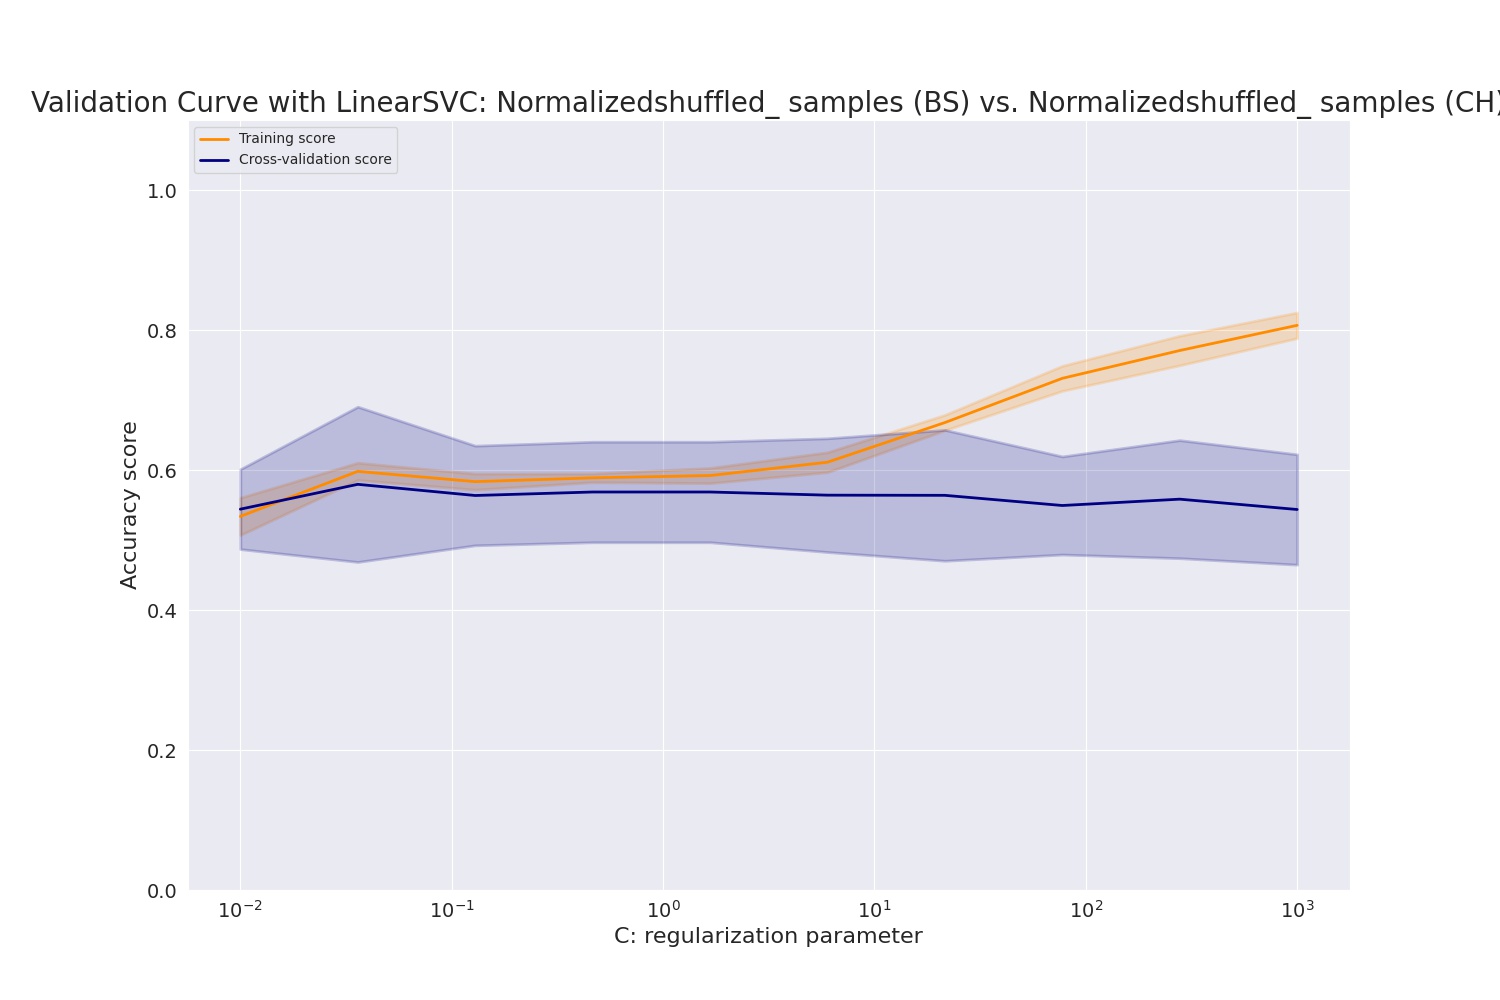 Validation Curve with LinearSVC: Normalizedshuffled_ samples (BS) vs. Normalizedshuffled_ samples (CH)
Training score
Cross-validation score
1.0
0.8
0.6
0.4
0.2
0.0
Accuracy score
10⁻² 10⁻¹ 10⁰ 10¹ 10² 10³
C: regularization parameter